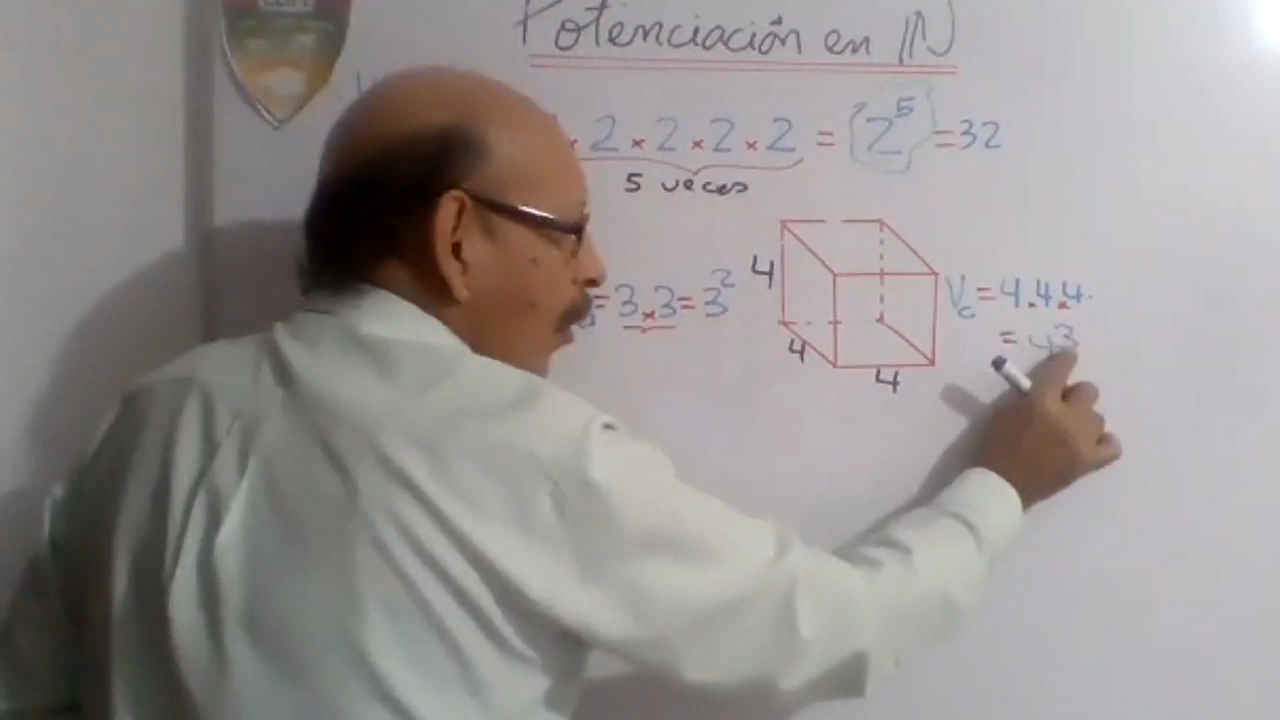 Potenciación en ℕ
× 2 × 2 × 2 × 2 = 2⁵ = 32
5 veces
= 3 × 3 = 3²
4
4
4
Vc = 4.4.4.
= 4³